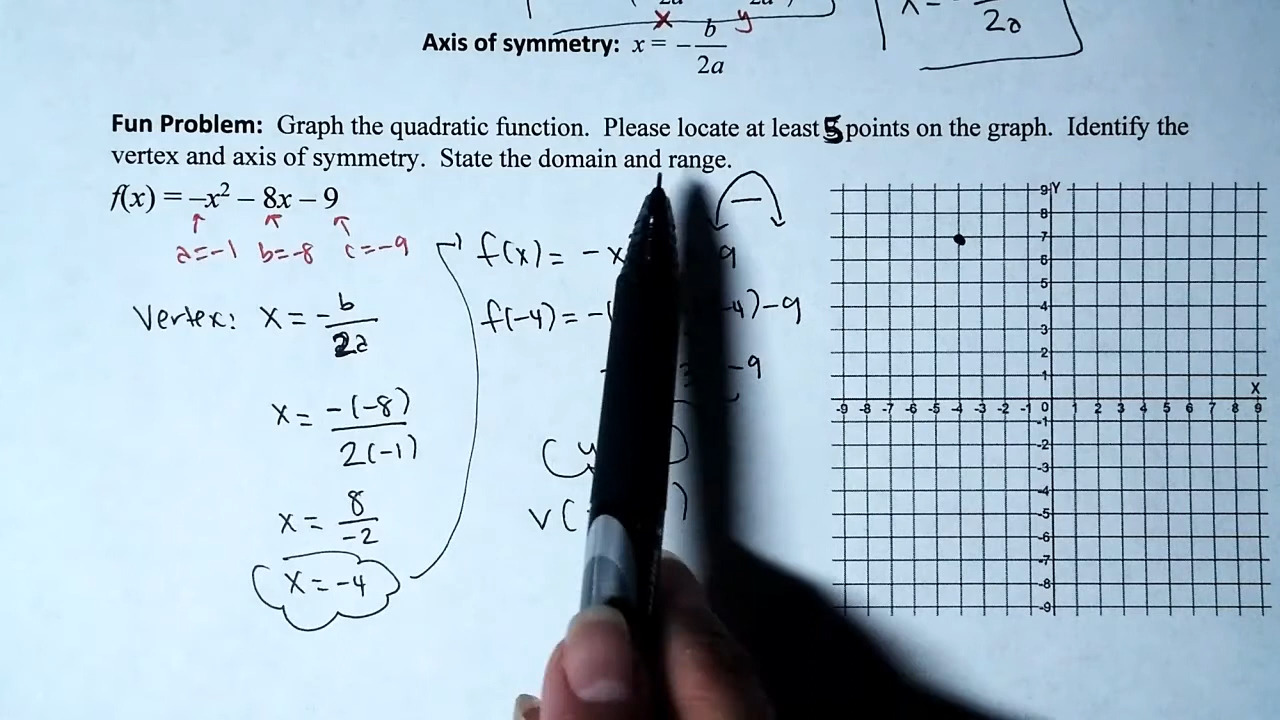 2a 2a
x y
x = 2a
Axis of symmetry: x = - b/2a
Fun Problem: Graph the quadratic function. Please locate at least 5 points on the graph. Identify the
vertex and axis of symmetry. State the domain and range.
f(x) = -x² - 8x - 9
a=-1 b=-8 c=-9
f(x) = -x 9
Vertex: x = -b/2a
f(-4) = -( -4)-9
-9
x = -(-8)/2(-1)
x = 8/-2
x = -4
V(
Y
9
8
7
6
5
4
3
2
1
X
-9 -8 -7 -6 -5 -4 -3 -2 -1 0 1 2 3 4 5 6 7 8 9
-1
-2
-3
-4
-5
-6
-7
-8
-9